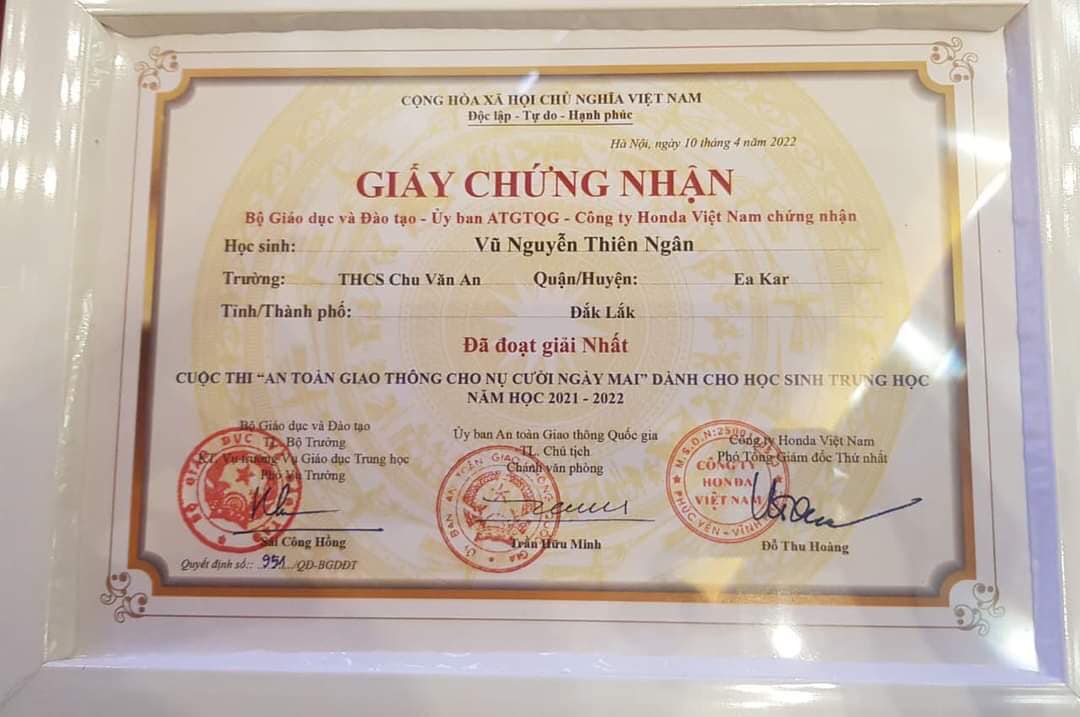 CỘNG HÒA XÃ HỘI CHỦ NGHĨA VIỆT NAM
Độc lập - Tự do - Hạnh phúc
Hà Nội, ngày 10 tháng 4 năm 2022
GIẤY CHỨNG NHẬN
Bộ Giáo dục và Đào tạo - Ủy ban ATGTQG - Công ty Honda Việt Nam chứng nhận
Học sinh: Vũ Nguyễn Thiên Ngân
Trường: THCS Chu Văn An Quận/Huyện: Ea Kar
Tỉnh/Thành phố: Đắk Lắk
Đã đoạt giải Nhất
CUỘC THI “AN TOÀN GIAO THÔNG CHO NỤ CƯỜI NGÀY MAI” DÀNH CHO HỌC SINH TRUNG HỌC
NĂM HỌC 2021 - 2022
Bộ Giáo dục và Đào tạo
TL. Bộ Trưởng
KT. Vụ trưởng Vụ Giáo dục Trung học
Phó Vụ Trưởng
Sái Công Hồng
Quyết định số:: ..951../QĐ-BGDĐT
Ủy ban An toàn Giao thông Quốc gia
TL. Chủ tịch
Chánh văn phòng
Trần Hữu Minh
Công ty Honda Việt Nam
Phó Tổng Giám đốc Thứ nhất
CÔNG TY
HONDA
VIỆT NAM
Đỗ Thu Hoàng